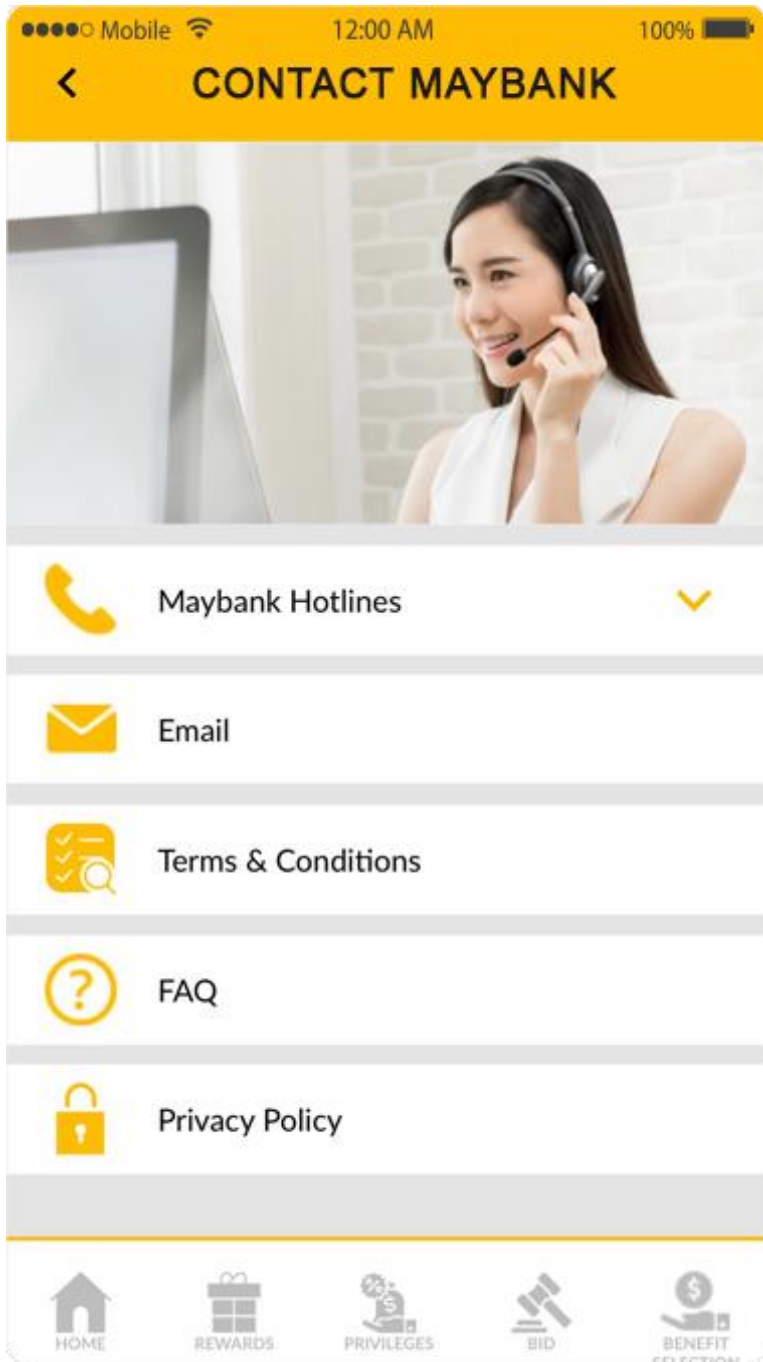 Mobile 12:00 AM 100%
CONTACT MAYBANK
Maybank Hotlines
Email
Terms & Conditions
FAQ
Privacy Policy
HOME REWARDS PRIVILEGES BID BENEFIT
SELECTION